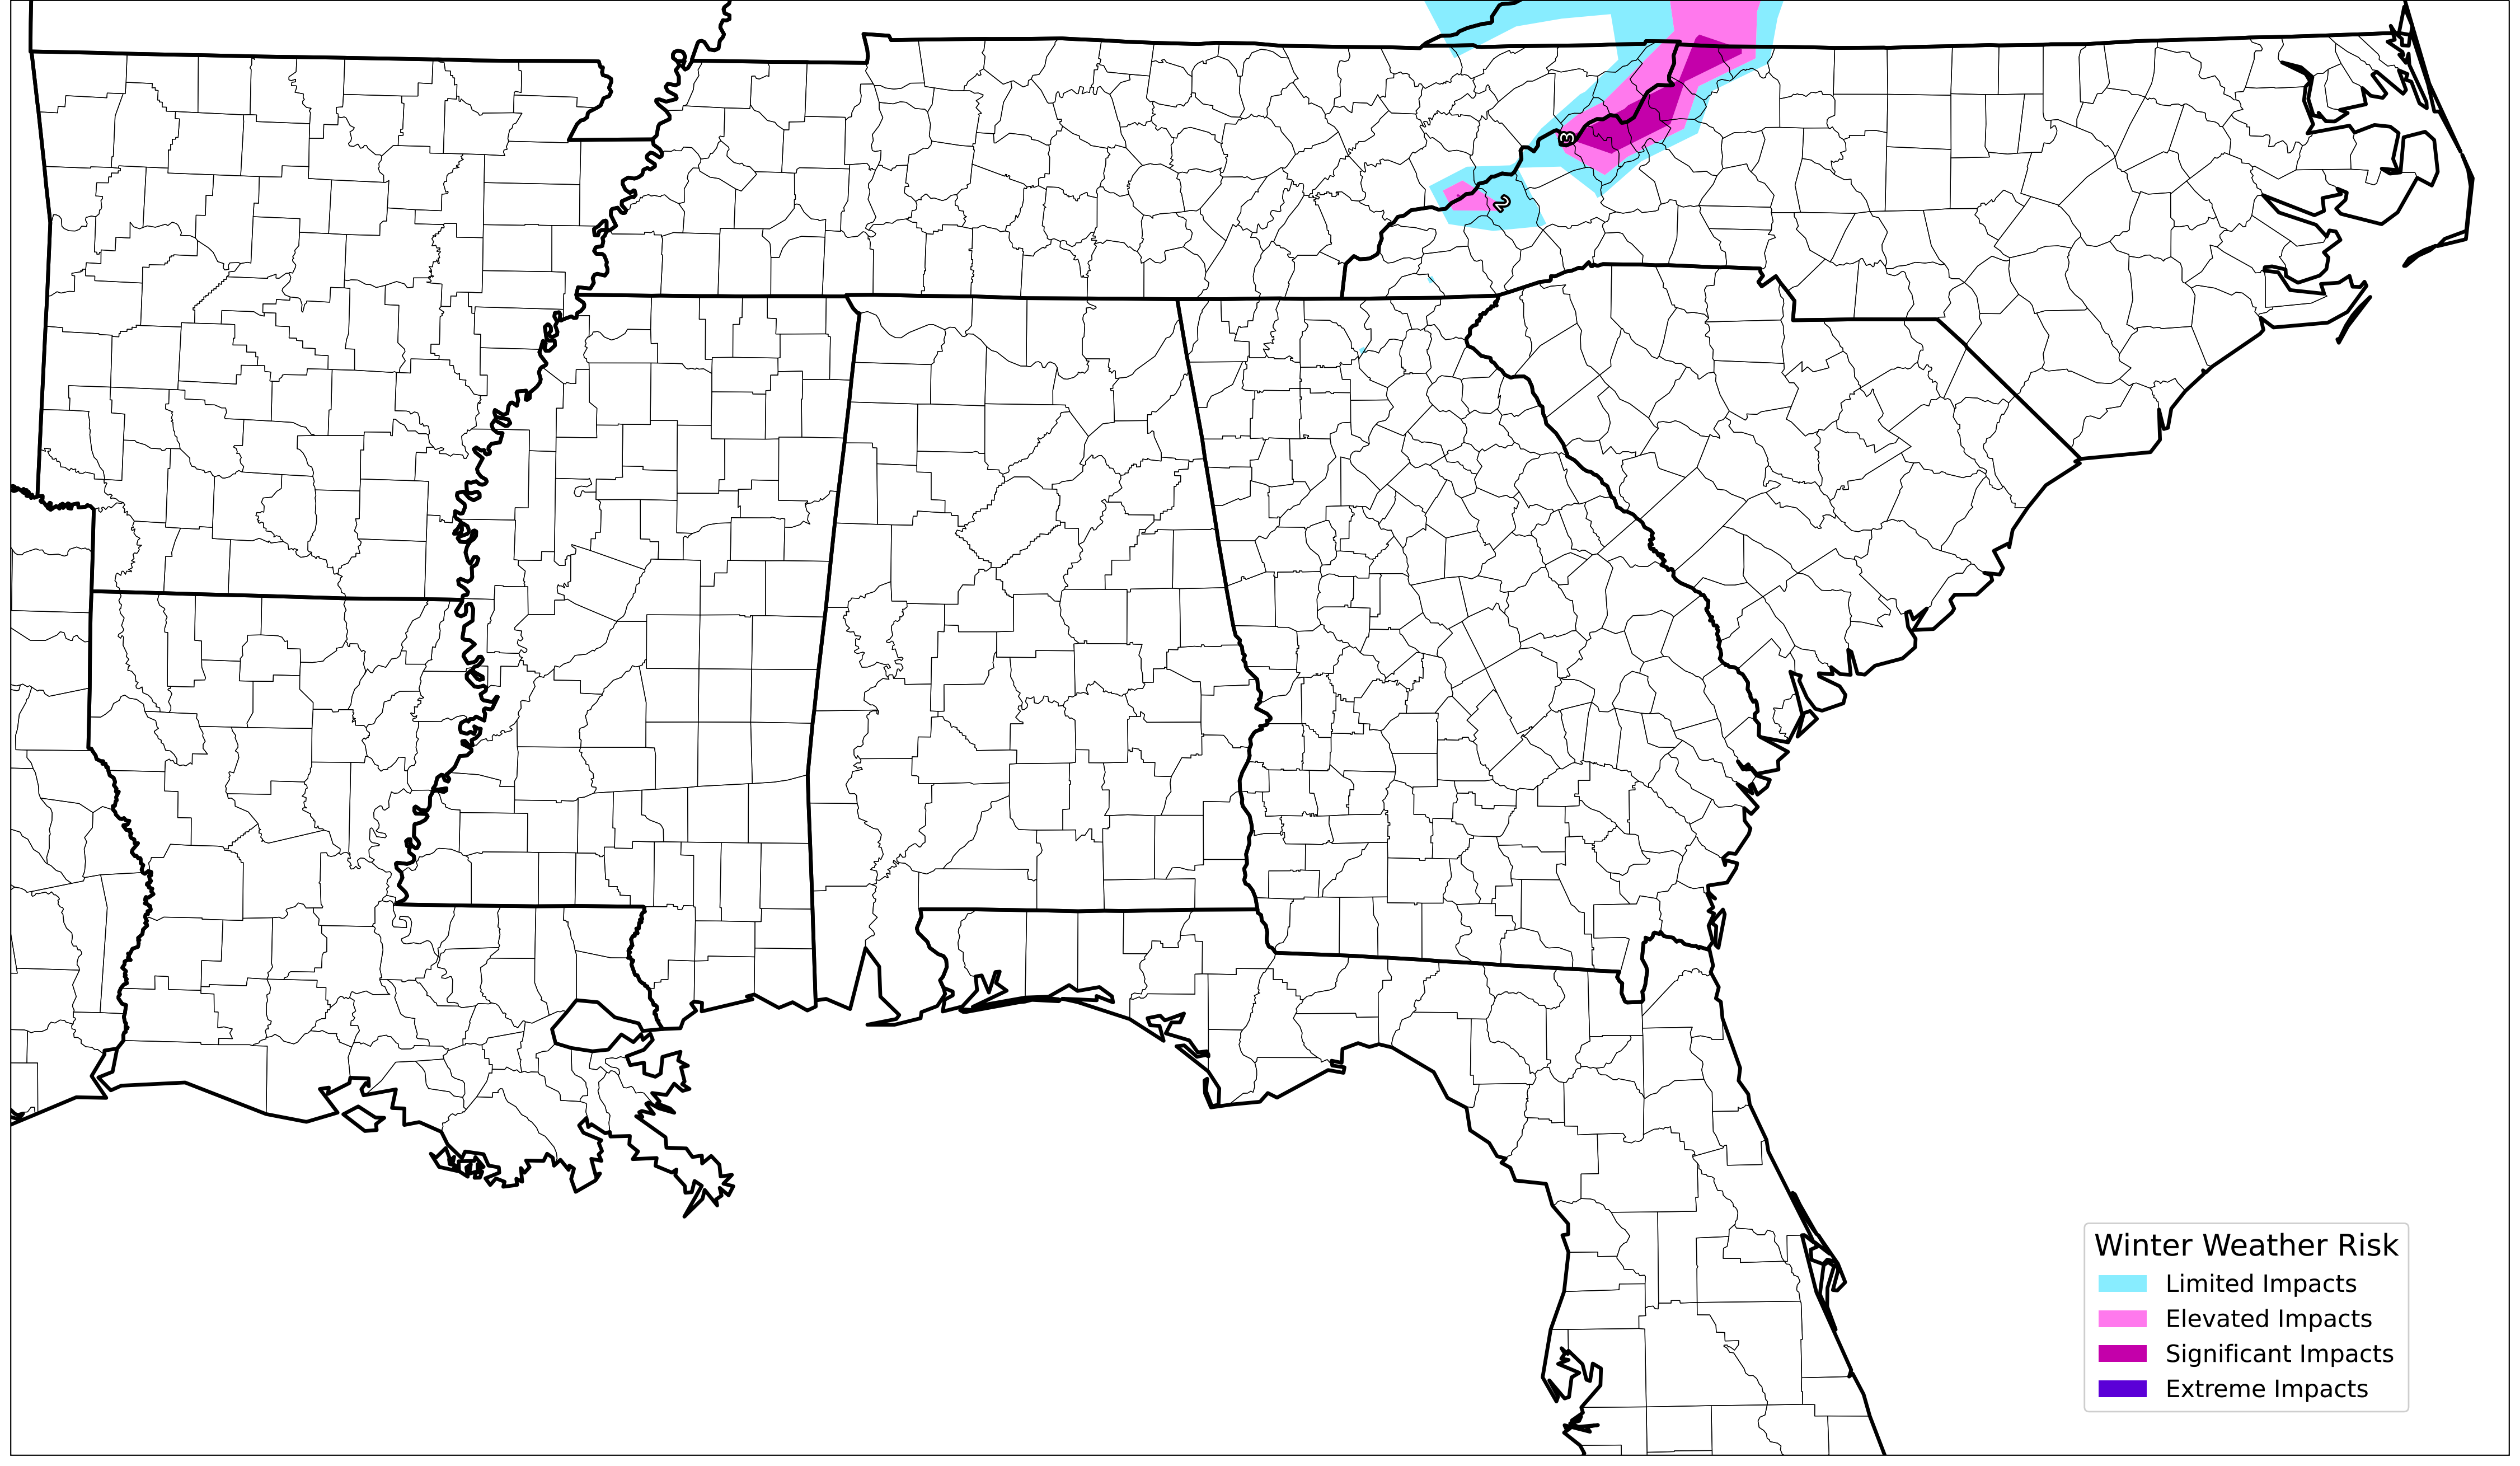 3
2
Winter Weather Risk
Limited Impacts
Elevated Impacts
Significant Impacts
Extreme Impacts